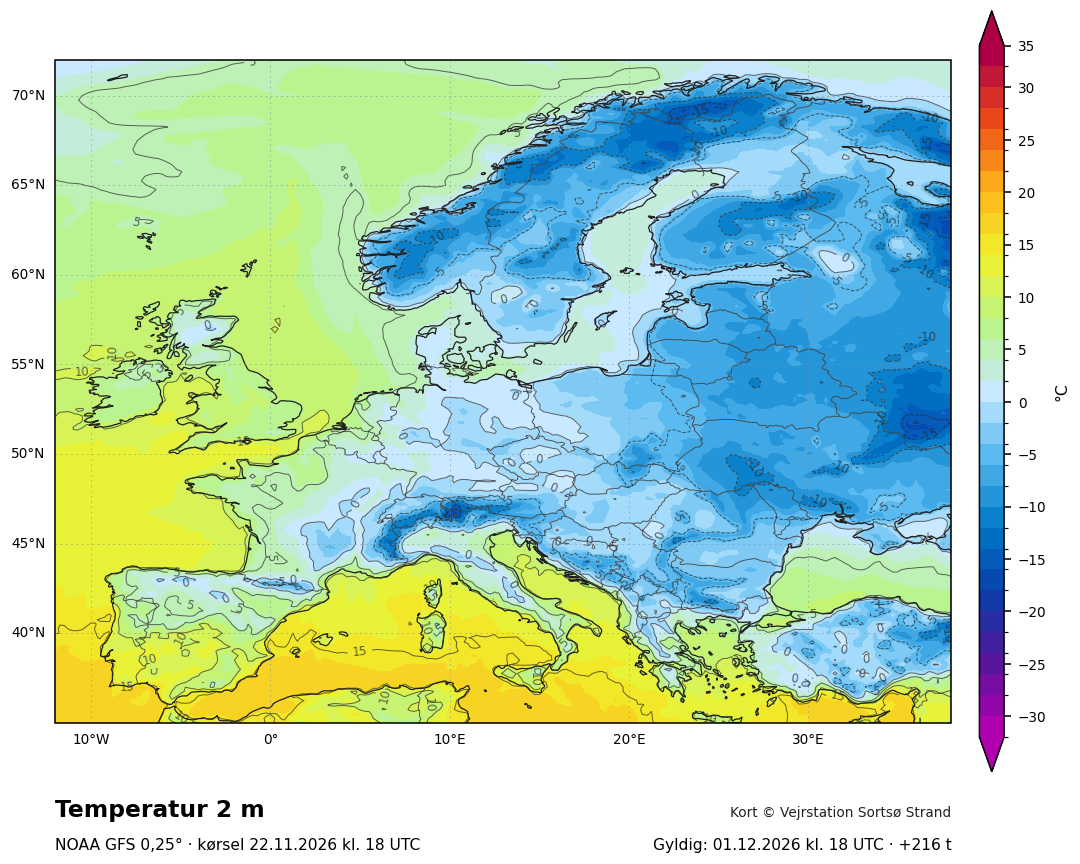 70°N
65°N
60°N
55°N
50°N
45°N
40°N
10°W
0°
10°E
20°E
30°E
35
30
25
20
15
10
5
0
−5
−10
−15
−20
−25
−30
°C
Temperatur 2 m
Kort © Vejrstation Sortsø Strand
NOAA GFS 0,25° · kørsel 22.11.2026 kl. 18 UTC
Gyldig: 01.12.2026 kl. 18 UTC · +216 t